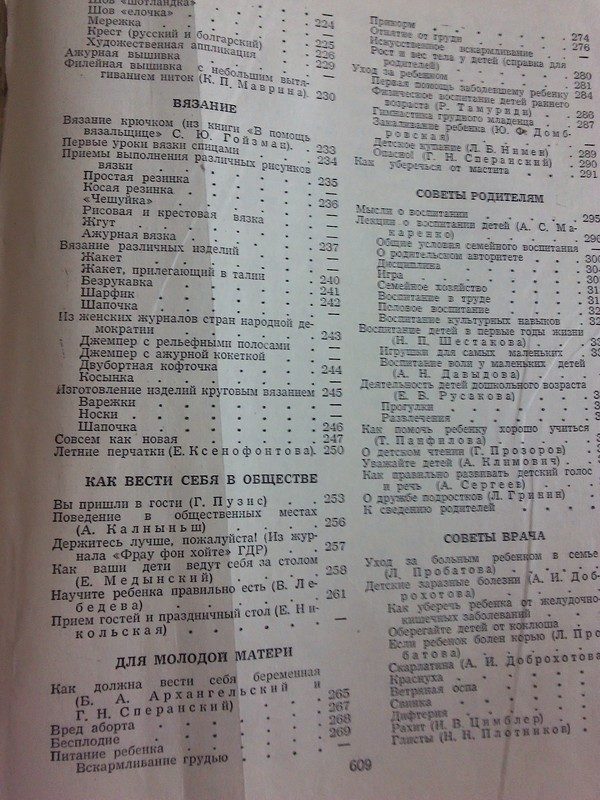 Шов «шотландка» . . . . —
Шов «елочка» . . . . —
Мережка . . . . 224
Крест (русский и болгарский) . —
Художественная аппликация . . 225
Ажурная вышивка . . . . 226
Филейная вышивка с небольшим вытя- 229
гиванием ниток (К. П. Маврина). 230
ВЯЗАНИЕ
Вязание крючком (из книги «В помощь
вязальщице» С. Ю. Гойзман). . 233
Первые уроки вязки спицами . . 234
Приемы выполнения различных рисунков
вязки . . . . —
Простая резинка . . . . 235
Косая резинка . . . . —
«Чешуйка» . . . . 236
Рисовая и крестовая вязка . . —
Жгут . . . . —
Ажурная вязка . . . . —
Вязание различных изделий . . 237
Жакет . . . . —
Жакет, прилегающий в талии . —
Безрукавка . . . . 240
Шарфик . . . . 241
Шапочка . . . . 242
Из женских журналов стран народной де-
мократии . . . . 243
Джемпер с рельефными полосами . —
Джемпер с ажурной кокеткой . —
Двубортная кофточка . . . 244
Косынка . . . . —
Изготовление изделий круговым вязанием 245
Варежки . . . . —
Носки . . . . —
Шапочка . . . . 246
Совсем как новая . . . . 247
Летние перчатки (Е. Ксенофонтова). 250
КАК ВЕСТИ СЕБЯ В ОБЩЕСТВЕ
Вы пришли в гости (Г. Пузис) . . 253
Поведение в общественных местах
(А. Калныньш) . . . . 256
Держитесь лучше, пожалуйста! (Из жур-
нала «Фрау фон хойте» ГДР) . . 257
Как ваши дети ведут себя за столом
(Е. Медынский) . . . . 258
Научите ребенка правильно есть (В. Ле-
бедева) . . . . 261
Прием гостей и праздничный стол (Е. Ни-
кольская) . . . . —
ДЛЯ МОЛОДОЙ МАТЕРИ
Как должна вести себя беременная
(Б. А. Архангельский и
Г. Н. Сперанский) . . . . 265
Вред аборта . . . . 267
Бесплодие . . . . 268
Питание ребенка . . . . 269
Вскармливание грудью . . . —
Прикорм . . . .
Отнятие от груди . . . . 274
Искусственное вскармливание . . 276
Рост и вес тела у детей (справка для
родителей) . . . .
Уход за ребенком . . . . 280
Первая помощь заболевшему ребенку 281
Физическое воспитание детей раннего 284
возраста (Р. Тамуриди) . .
Гимнастика грудного младенца . 286
Закаливание ребенка (Ю. Ф. Домб- 287
ровская) . . . .
Детское купание (Л. Б. Нимен) . 289
Опасно! (Г. Н. Сперанский) . . 290
Как уберечься от мастита . . 291
СОВЕТЫ РОДИТЕЛЯМ
Мысли о воспитании . . . . 295
Лекции о воспитании детей (А. С. Ма-
каренко) . . . .
Общие условия семейного воспитания —
О родительском авторитете . .
Дисциплина . . . .
Игра . . . .
Семейное хозяйство . . .
Воспитание в труде . . .
Половое воспитание . . .
Воспитание культурных навыков .
Воспитание детей в первые годы жизни
(Н. П. Шестакова) . . .
Игрушки для самых маленьких .
Воспитание воли у маленьких детей
(А. Н. Давыдова) . . .
Деятельность детей дошкольного возраста
(Е. В. Русакова) . . .
Прогулки . . . .
Развлечения . . . .
Как помочь ребенку хорошо учиться
(Т. Панфилова) . . .
О детском чтении (Г. Прозоров) .
Уважайте детей (А. Климович) . .
Как правильно развивать детский голос
и речь (А. Сергеев) . . .
О дружбе подростков (Л. Гринин) .
К сведению родителей . . .
СОВЕТЫ ВРАЧА
Уход за больным ребенком в семье
(Л. Пробатова) . . .
Детские заразные болезни (А. И. Доб-
рохотова) . . . .
Как уберечь ребенка от желудочно-
кишечных заболеваний . .
Оберегайте детей от коклюша .
Если ребенок болен корью (Л. Про-
батова) . . . .
Скарлатина (А. И. Доброхотова)
Краснуха . . . .
Ветряная оспа . . . .
Свинка . . . .
Дифтерия . . . .
Рахит (Н. В. Цимблер) . .
Глисты (Н. Н. Плотников) . .
609